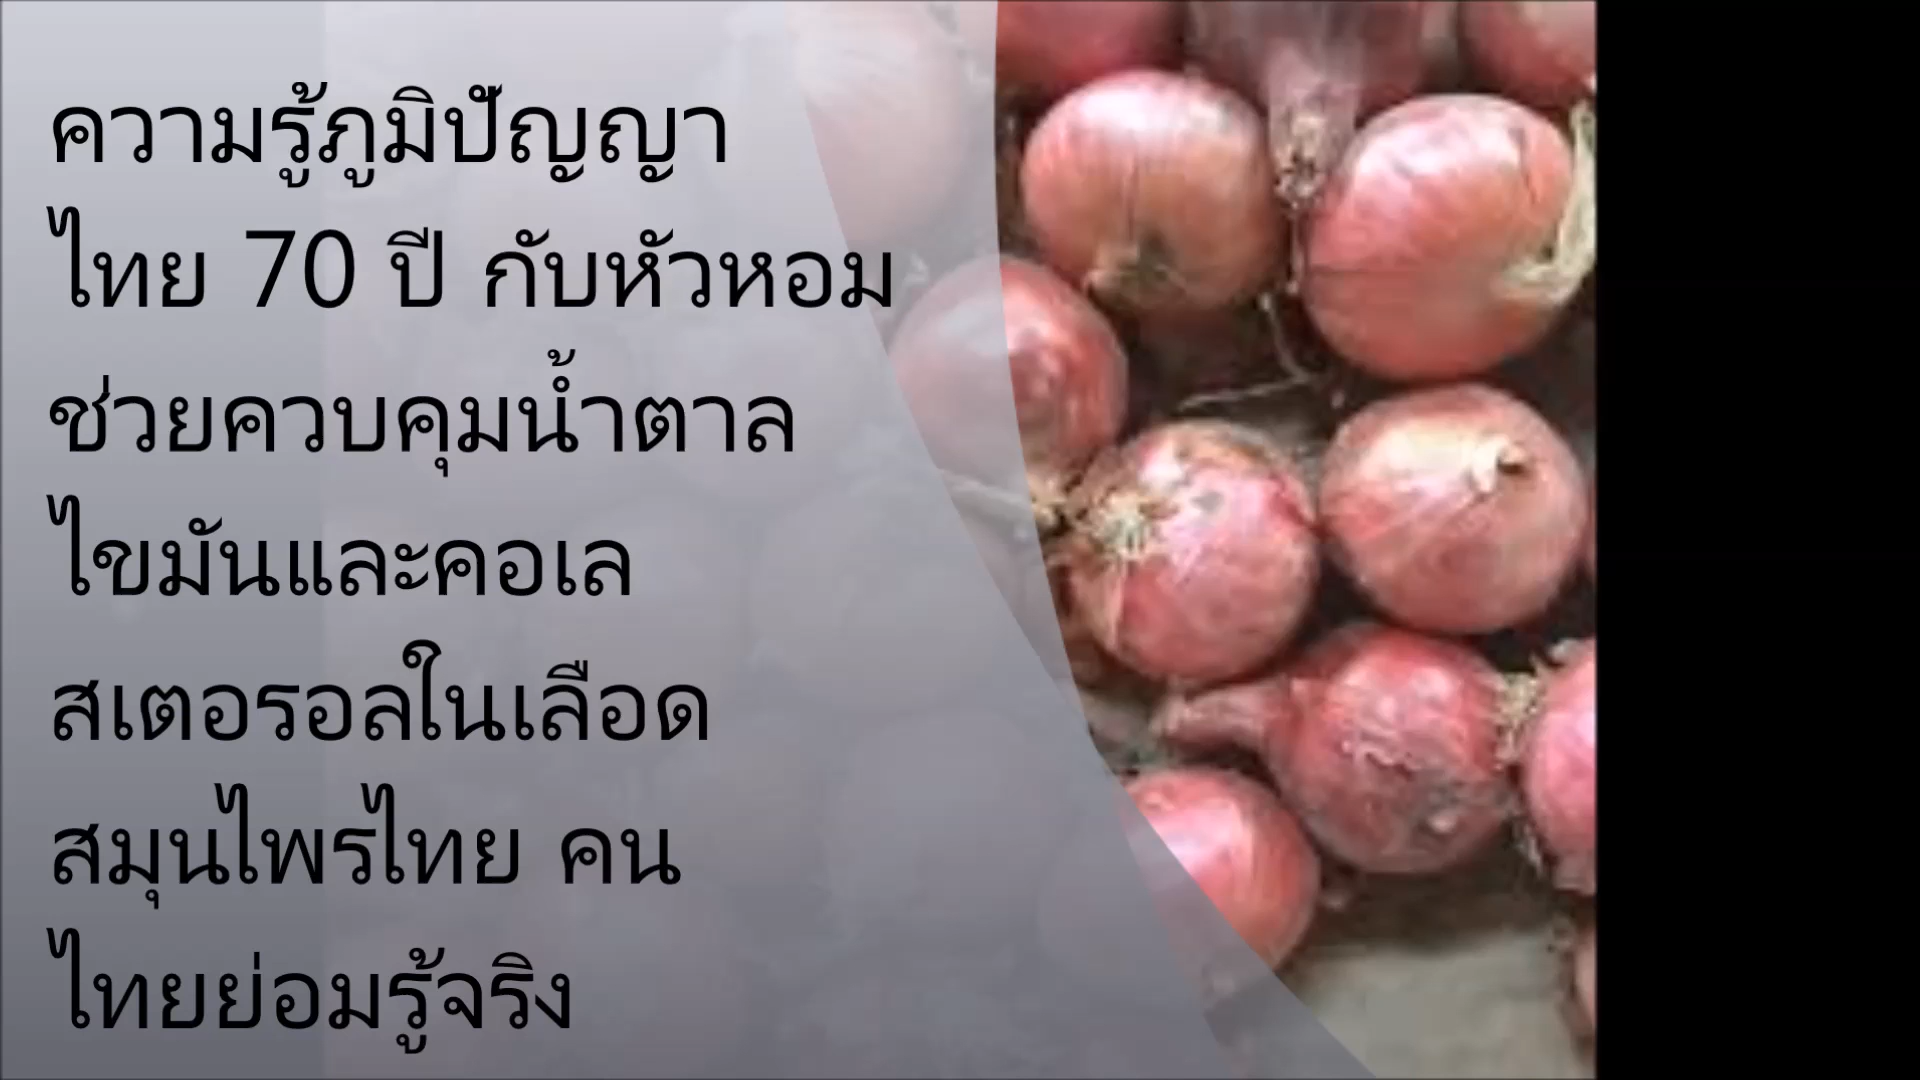 ความรู้ภูมิปัญญา
ไทย 70 ปี กับหัวหอม
ช่วยควบคุมน้ำตาล
ไขมันและคอเล
สเตอรอลในเลือด
สมุนไพรไทย คน
ไทยย่อมรู้จริง